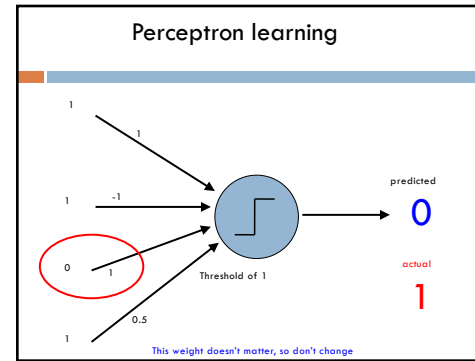 Perceptron learning
1
1
1
-1
predicted
0
0
1
actual
Threshold of 1
1
1
0.5
This weight doesn't matter, so don't change